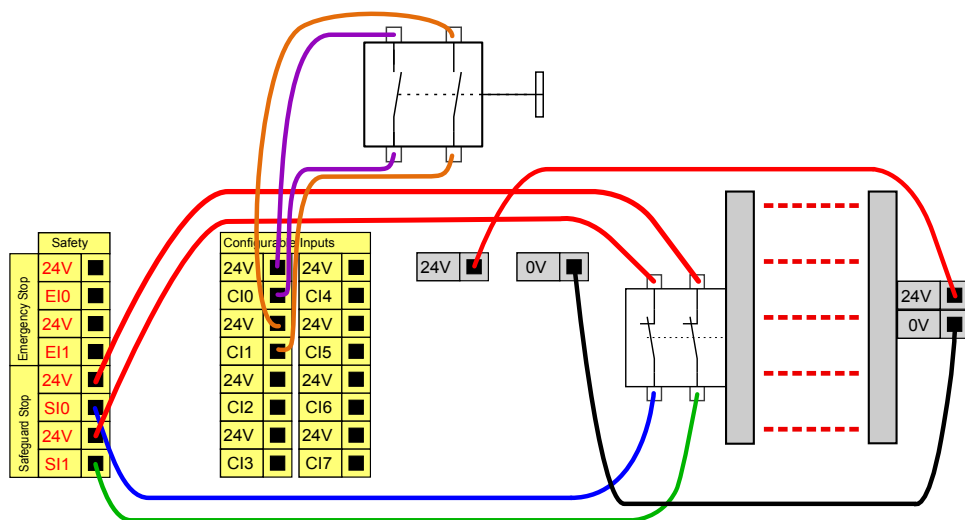 Safety
Emergency Stop
24V
EI0
24V
EI1
Safeguard Stop
24V
SI0
24V
SI1
Configurable Inputs
24V 24V
CI0 CI4
24V 24V
CI1 CI5
24V 24V
CI2 CI6
24V 24V
CI3 CI7
24V
0V
24V
0V